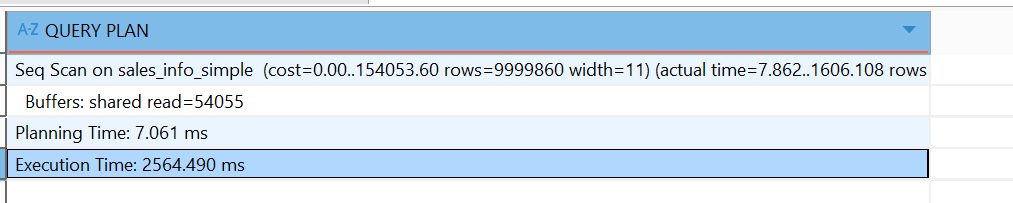 A-Z QUERY PLAN
Seq Scan on sales_info_simple (cost=0.00..154053.60 rows=9999860 width=11) (actual time=7.862..1606.108 rows
Buffers: shared read=54055
Planning Time: 7.061 ms
Execution Time: 2564.490 ms